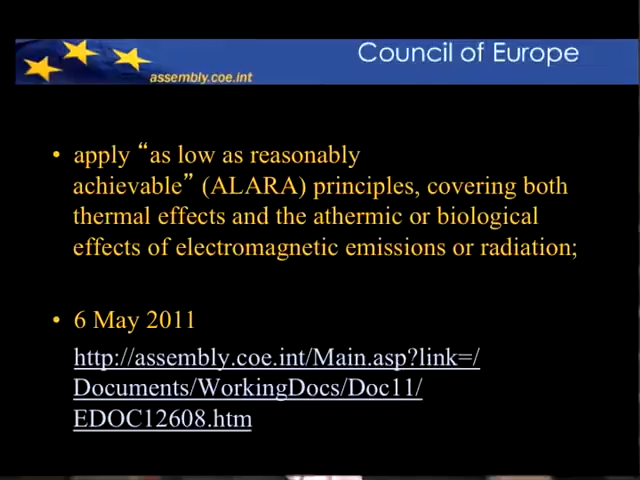 Council of Europe
assembly.coe.int
• apply “as low as reasonably
achievable” (ALARA) principles, covering both
thermal effects and the athermic or biological
effects of electromagnetic emissions or radiation;
• 6 May 2011
http://assembly.coe.int/Main.asp?link=/
Documents/WorkingDocs/Doc11/
EDOC12608.htm